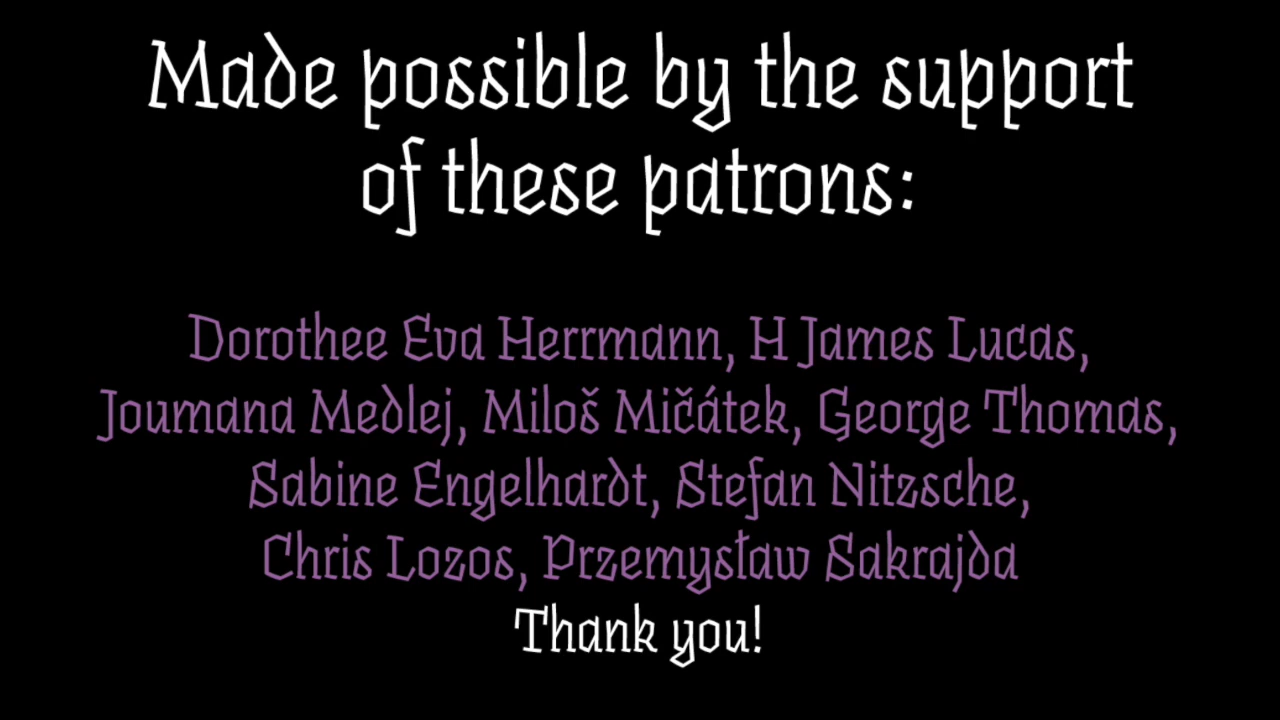 Made possible by the support
of these patrons:
Dorothee Eva Herrmann, H James Lucas,
Joumana Medlej, Miloš Mičátek, George Thomas,
Sabine Engelhardt, Stefan Nitzsche,
Chris Lozos, Przemysław Sakrajda
Thank you!